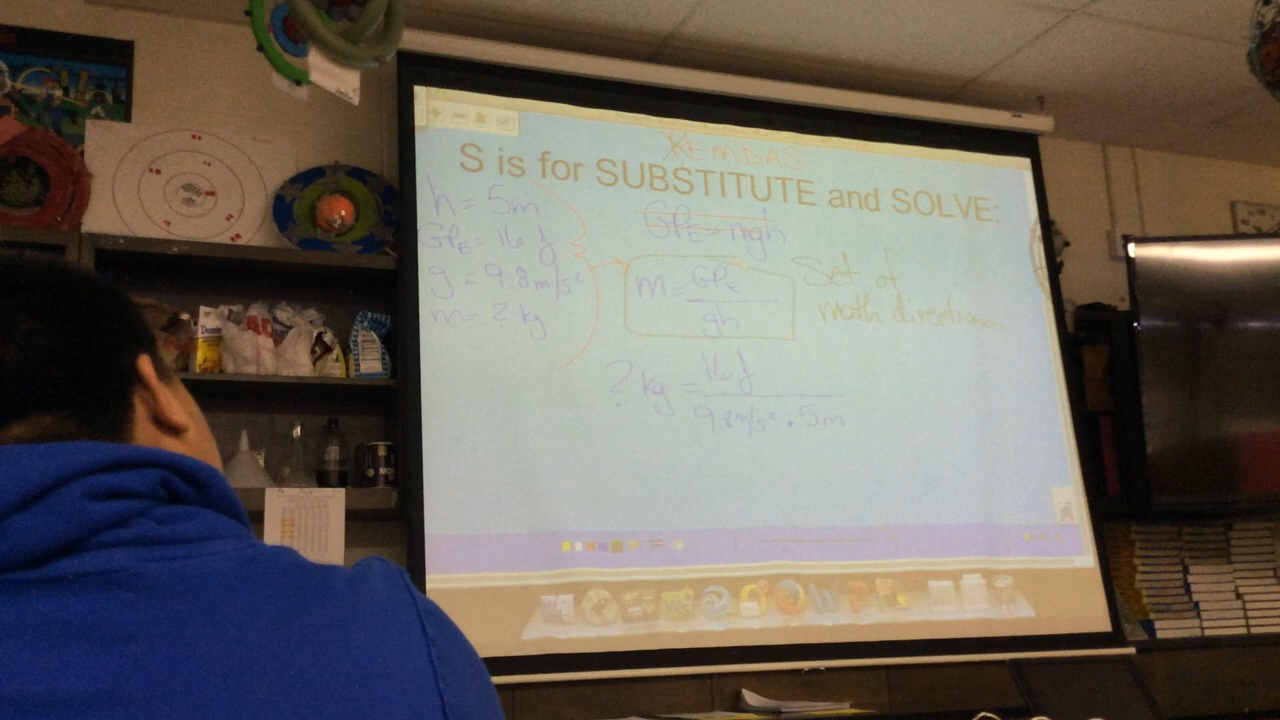 PEMDAS
S is for SUBSTITUTE and SOLVE:
h = 5m
GPE = 16 J
g = 9.8 m/s²
m = ? kg
GPE = mgh
m = GPE
gh
Set of
math directions
? kg = 16 J
9.8 m/s² · 5m